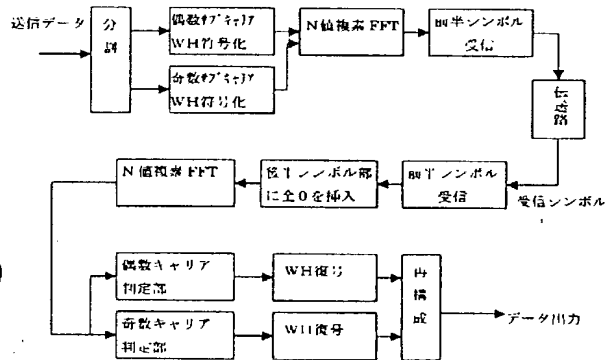 送信データ
分割
偶数サブキャリア
WH符号化
奇数サブキャリア
WH符号化
N値複素FFT
前半シンボル
受信
伝送路
受信シンボル
前半シンボル
受信
後半シンボル部
に全0を挿入
N値複素FFT
偶数キャリア
判定部
WH復号
奇数キャリア
判定部
WH復号
再構成
データ出力